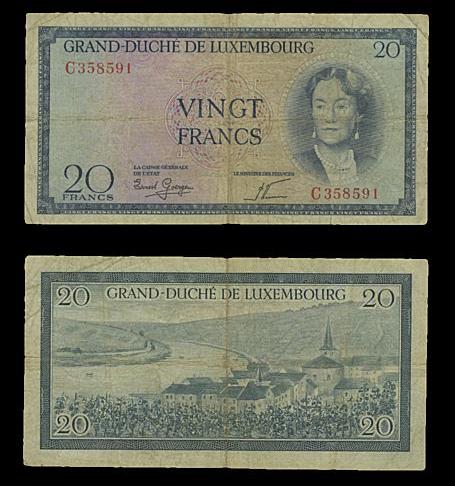 GRAND-DUCHÉ DE LUXEMBOURG 20
C358591
VINGT
FRANCS
LA CAISSE GÉNÉRALE
DE L'ÉTAT
LE MINISTRE DES FINANCES
20
FRANCS
C358591
20 GRAND-DUCHÉ DE LUXEMBOURG 20
20 20